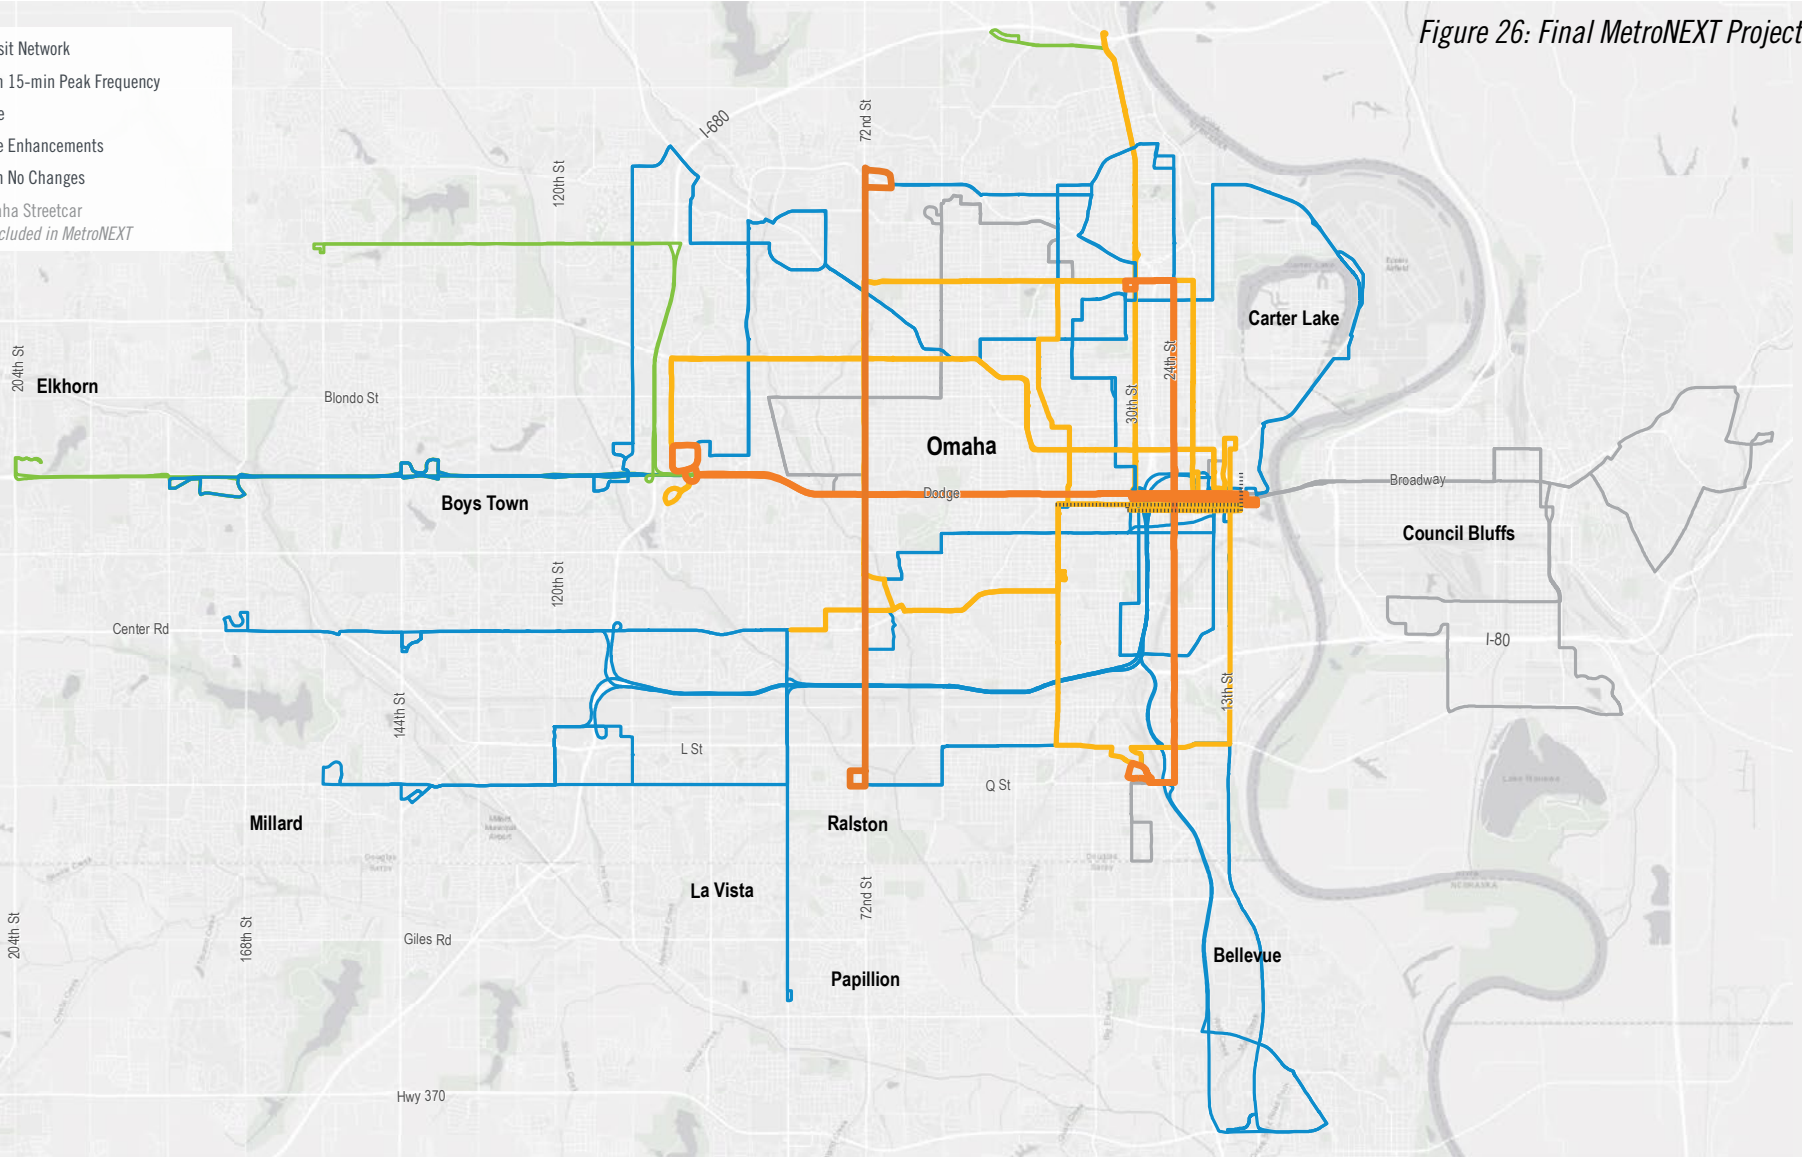 Figure 26: Final MetroNEXT Project
sit Network
n 15-min Peak Frequency
e
e Enhancements
n No Changes
aha Streetcar
cluded in MetroNEXT
I-680
72nd St
120th St
Carter Lake
204th St
Elkhorn
Blondo St
24th St
30th St
Omaha
Boys Town
Dodge
Broadway
Council Bluffs
120th St
Center Rd
I-80
144th St
13th St
L St
Q St
Millard
Ralston
La Vista
72nd St
204th St
168th St
Giles Rd
Papillion
Bellevue
Hwy 370
Lake Manawa
NEBRASKA